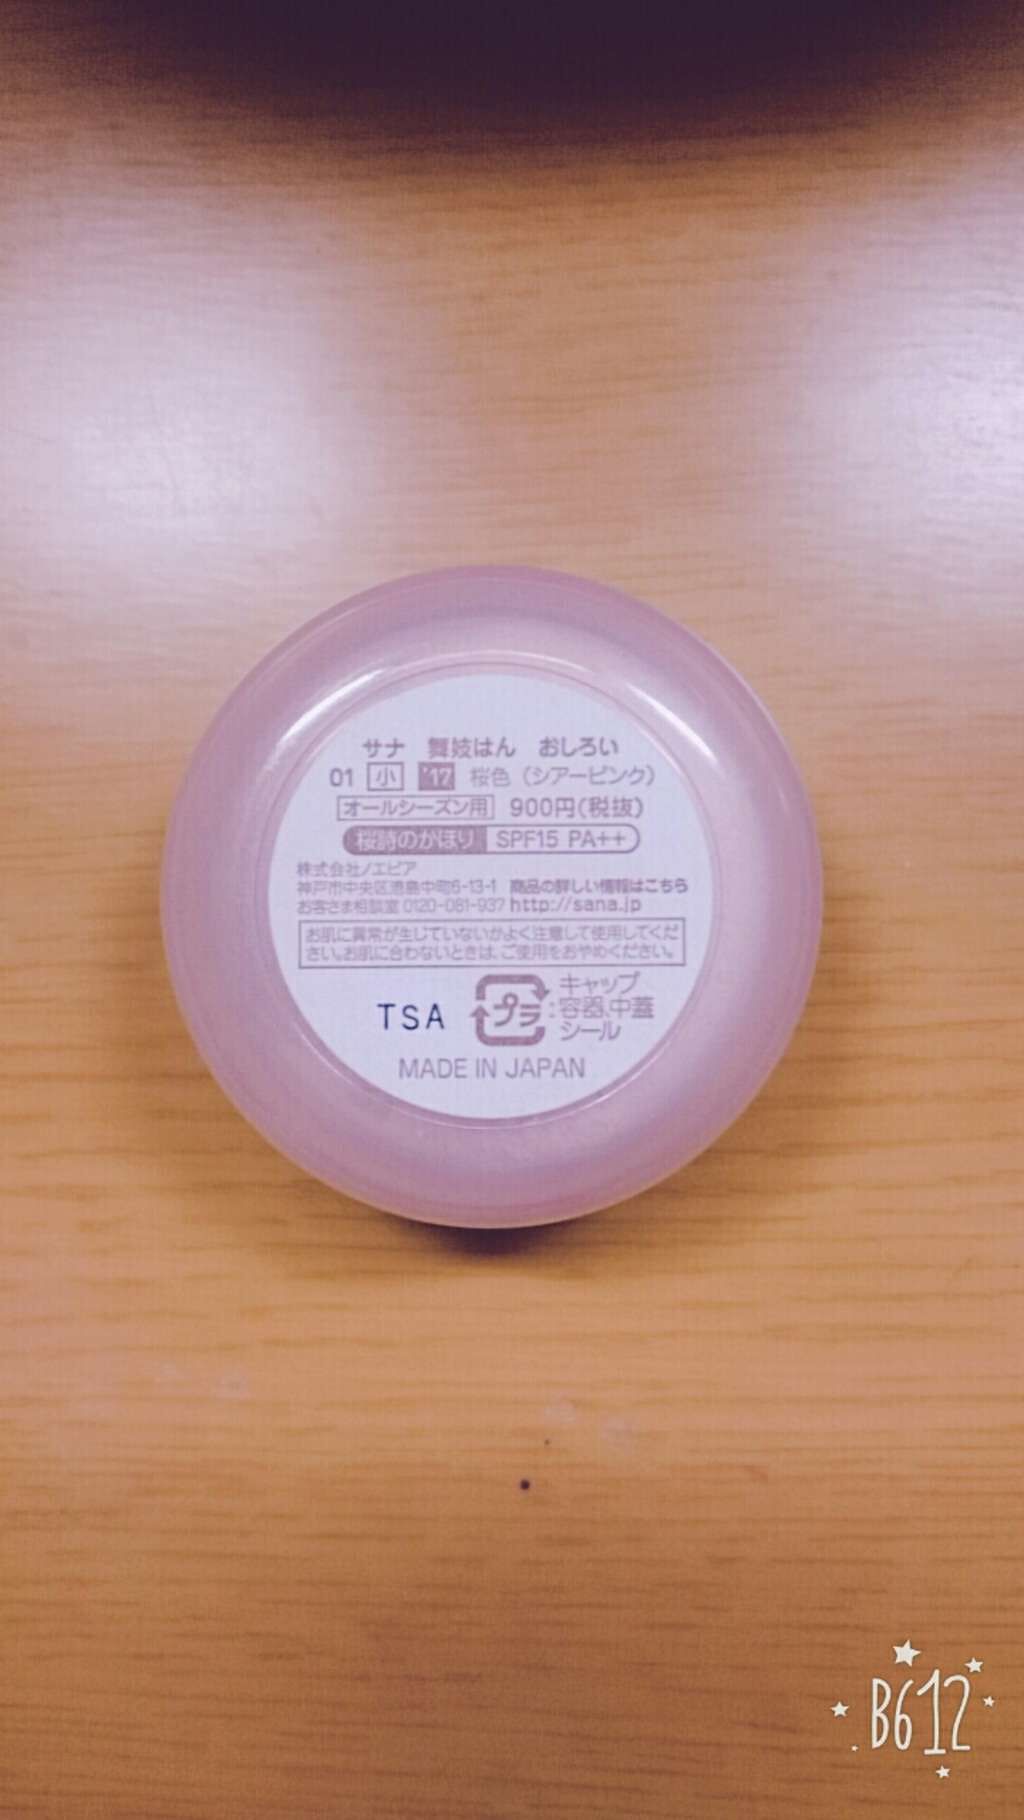 サナ 舞妓はん おしろい
01 小 '17 桜色(シアーピンク)
オールシーズン用 900円(税抜)
桜詩のかほり SPF15 PA++
株式会社ノエビア
神戸市中央区港島中町6-13-1 商品の詳しい情報はこちら
お客さま相談室 0120-081-937 http://sana.jp
お肌に異常が生じていないかよく注意して使用してくだ
さい。お肌に合わないときは、ご使用をおやめください。
TSA プラ :キャップ
容器、中蓋
シール
MADE IN JAPAN
B612